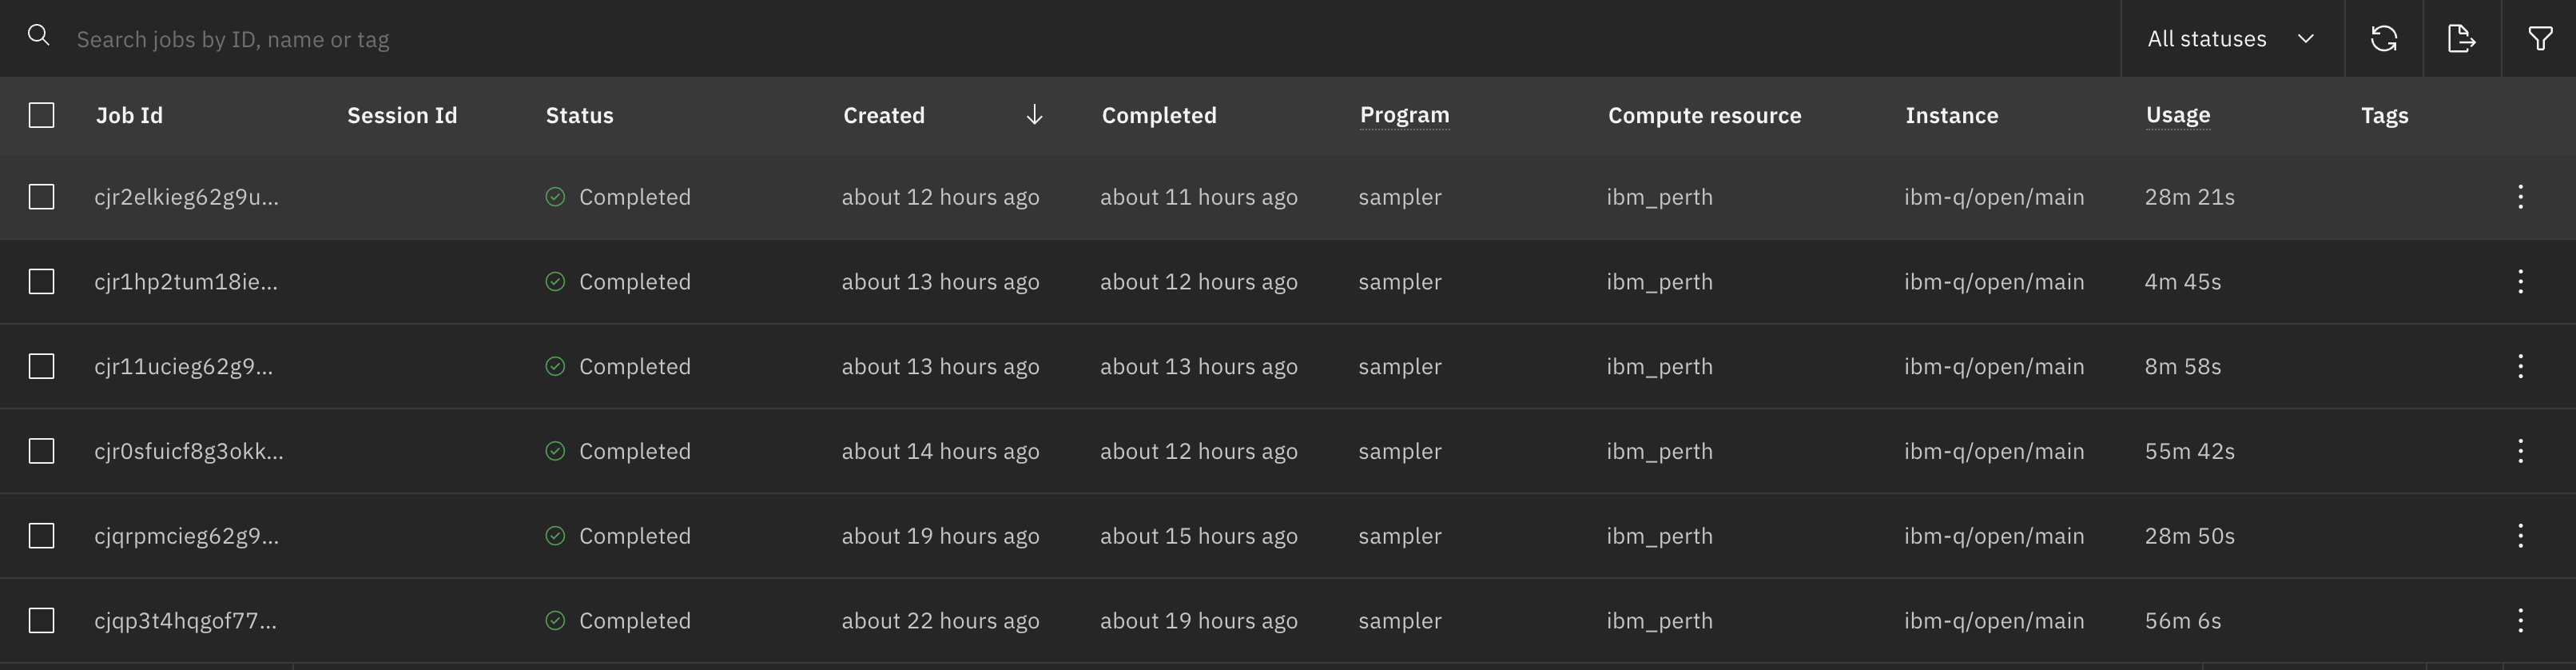 Search jobs by ID, name or tag All statuses
Job Id Session Id Status Created Completed Program Compute resource Instance Usage Tags
cjr2elkieg62g9u... Completed about 12 hours ago about 11 hours ago sampler ibm_perth ibm-q/open/main 28m 21s
cjr1hp2tum18ie... Completed about 13 hours ago about 12 hours ago sampler ibm_perth ibm-q/open/main 4m 45s
cjr11ucieg62g9... Completed about 13 hours ago about 13 hours ago sampler ibm_perth ibm-q/open/main 8m 58s
cjr0sfuicf8g3okk... Completed about 14 hours ago about 12 hours ago sampler ibm_perth ibm-q/open/main 55m 42s
cjqrpmcieg62g9... Completed about 19 hours ago about 15 hours ago sampler ibm_perth ibm-q/open/main 28m 50s
cjqp3t4hqgof77... Completed about 22 hours ago about 19 hours ago sampler ibm_perth ibm-q/open/main 56m 6s